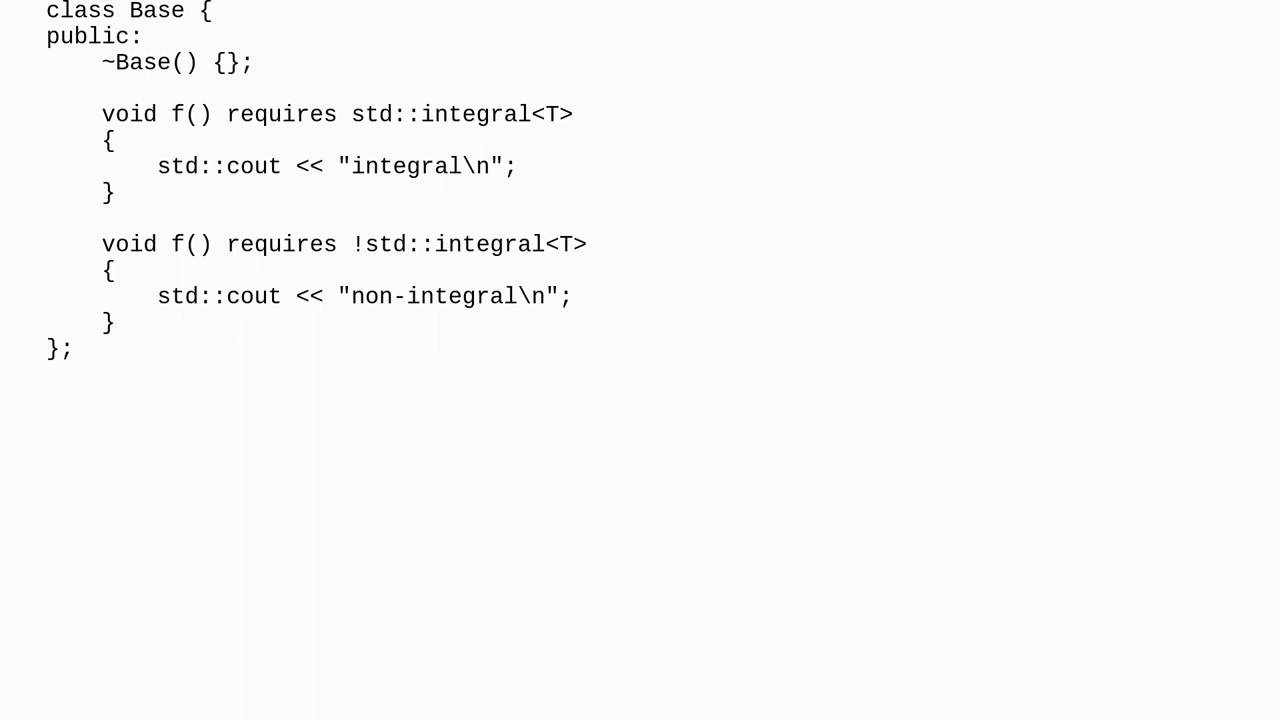 class Base {
public:
    ~Base() {};

    void f() requires std::integral<T>
    {
        std::cout << "integral\n";
    }

    void f() requires !std::integral<T>
    {
        std::cout << "non-integral\n";
    }
};